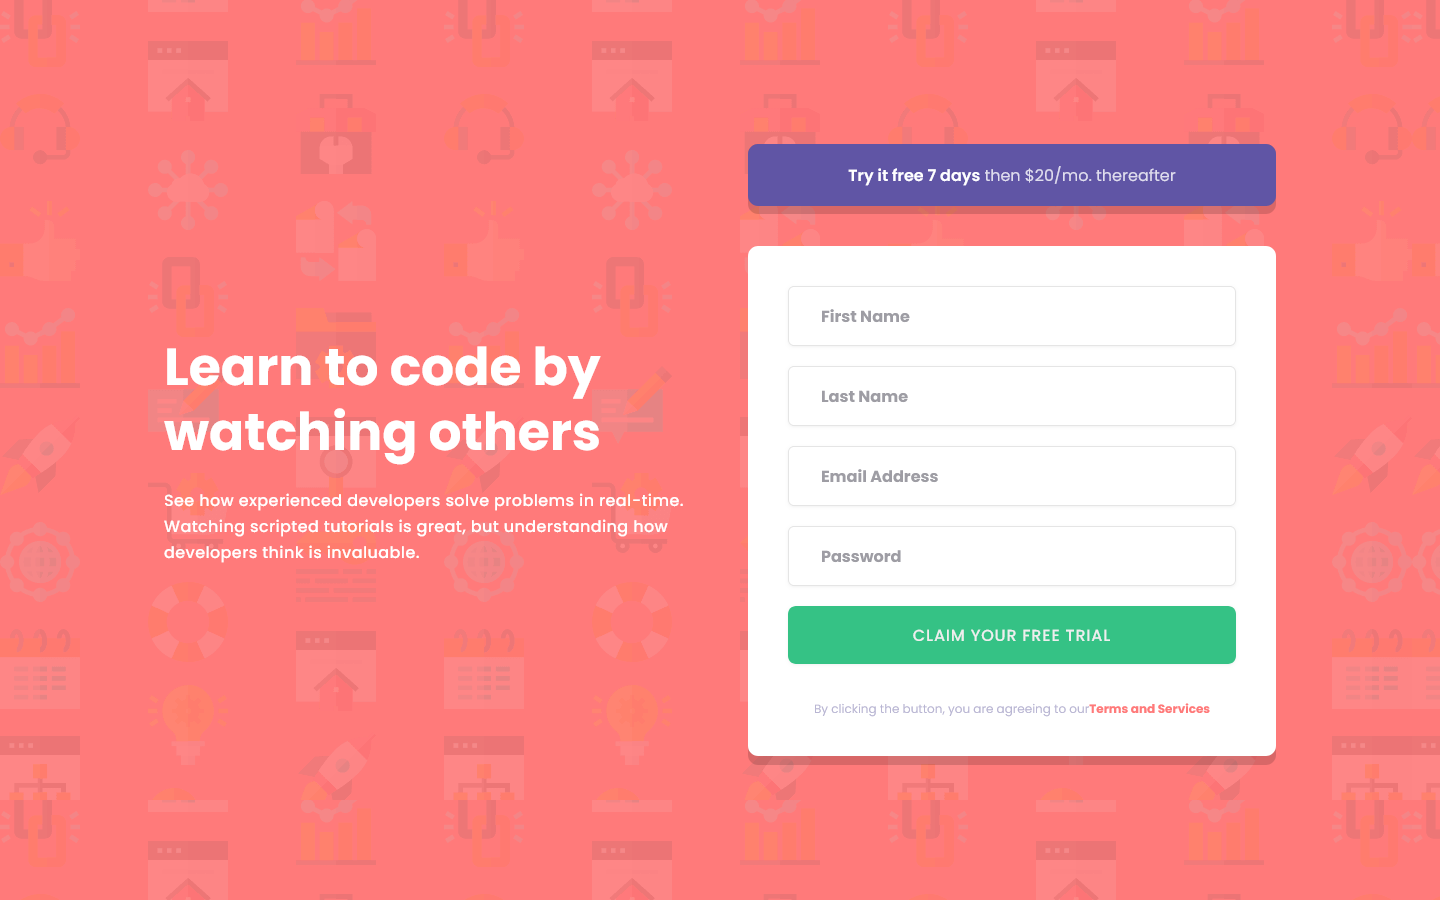 Learn to code by
watching others
See how experienced developers solve problems in real-time.
Watching scripted tutorials is great, but understanding how
developers think is invaluable.
Try it free 7 days then $20/mo. thereafter
First Name
Last Name
Email Address
Password
CLAIM YOUR FREE TRIAL
By clicking the button, you are agreeing to ourTerms and Services